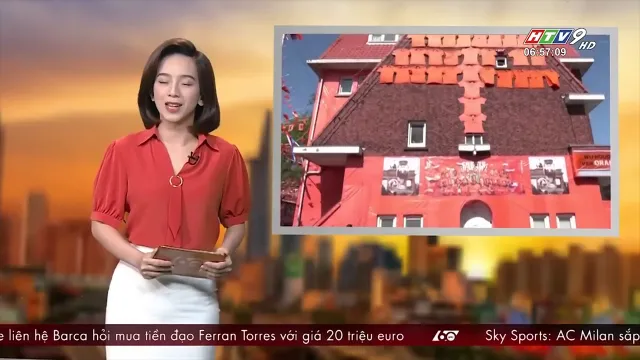 HTV9 HD
06:57:09
ORA
e liên hệ Barca hỏi mua tiền đạo Ferran Torres với giá 20 triệu euro
Sky Sports: AC Milan sắp